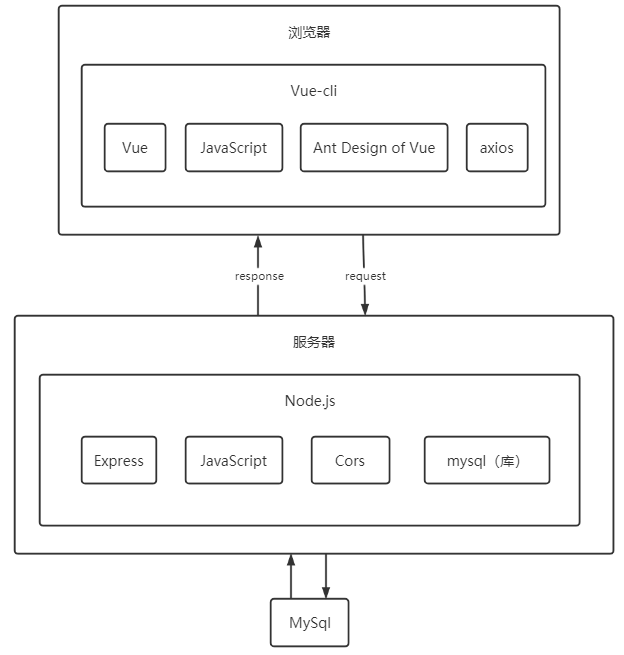 浏览器
Vue-cli
Vue
JavaScript
Ant Design of Vue
axios
response
request
服务器
Node.js
Express
JavaScript
Cors
mysql（库）
MySql